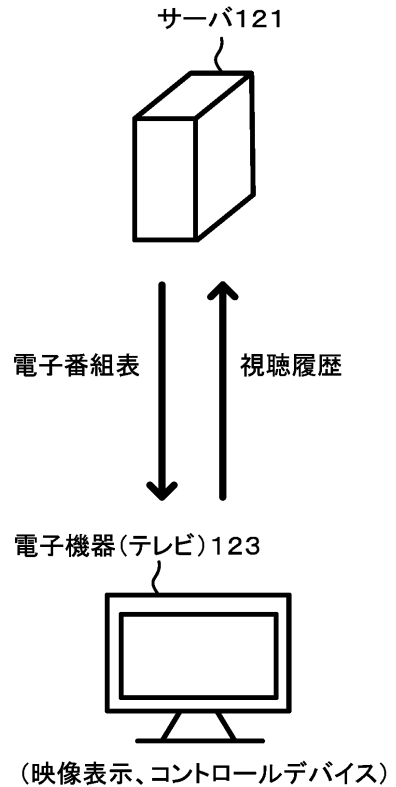 サーバ１２１
電子番組表
視聴履歴
電子機器（テレビ）１２３
（映像表示、コントロールデバイス）